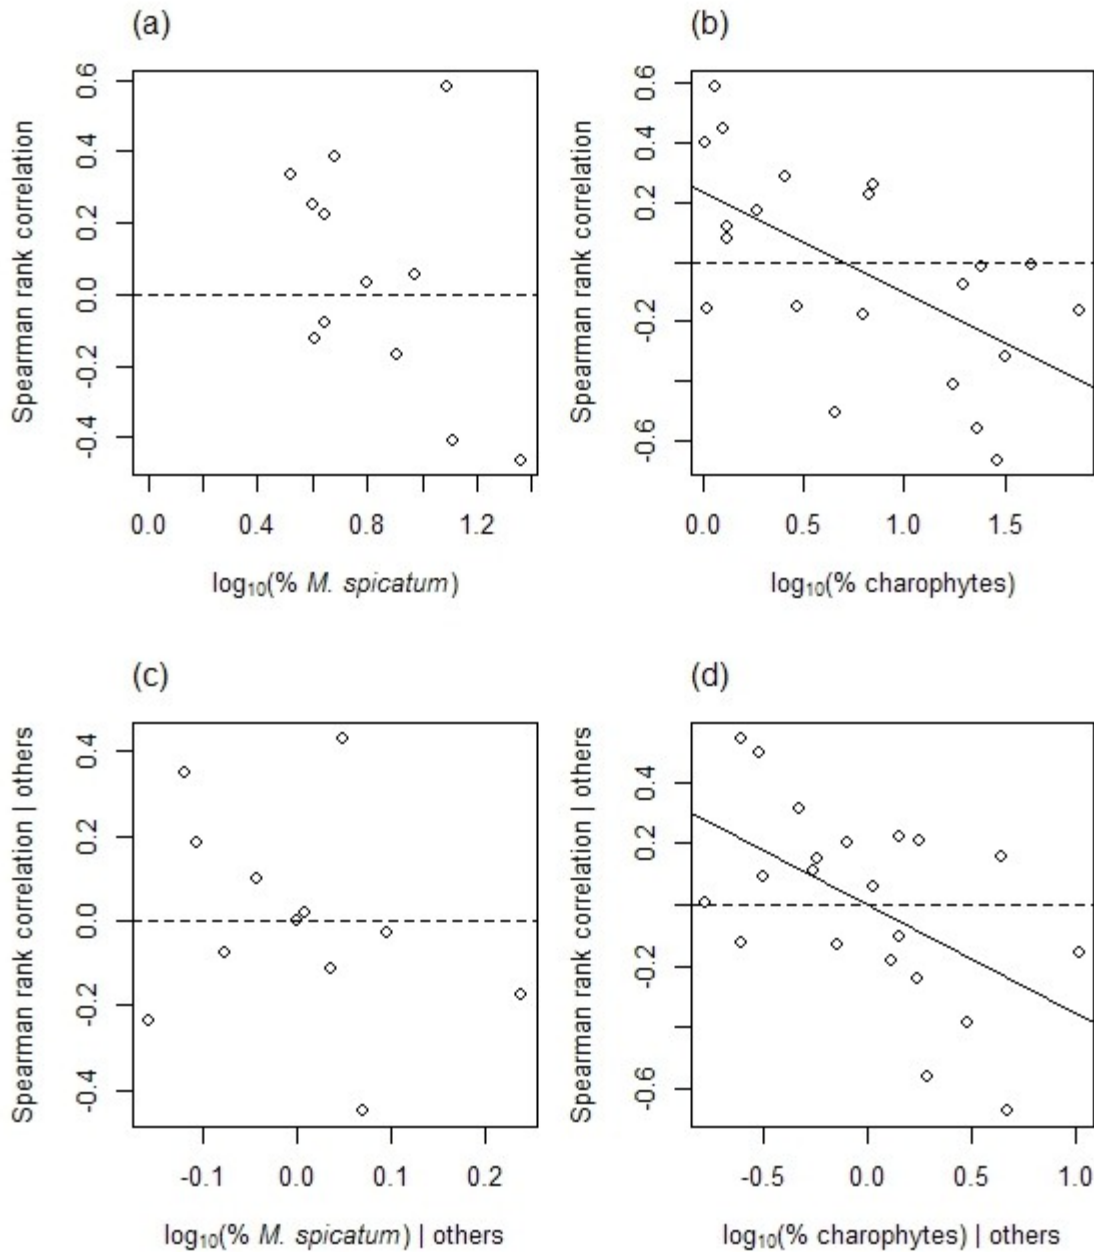 (a)
Spearman rank correlation
0.6
0.4
0.2
0.0
-0.2
-0.4
0.0 0.4 0.8 1.2
log₁₀(% M. spicatum)
(b)
Spearman rank correlation
0.6
0.4
0.2
-0.2
-0.6
0.0 0.5 1.0 1.5
log₁₀(% charophytes)
(c)
Spearman rank correlation | others
0.4
0.2
0.0
-0.2
-0.4
-0.1 0.0 0.1 0.2
log₁₀(% M. spicatum) | others
(d)
Spearman rank correlation | others
0.4
0.2
-0.2
-0.6
-0.5 0.0 0.5 1.0
log₁₀(% charophytes) | others